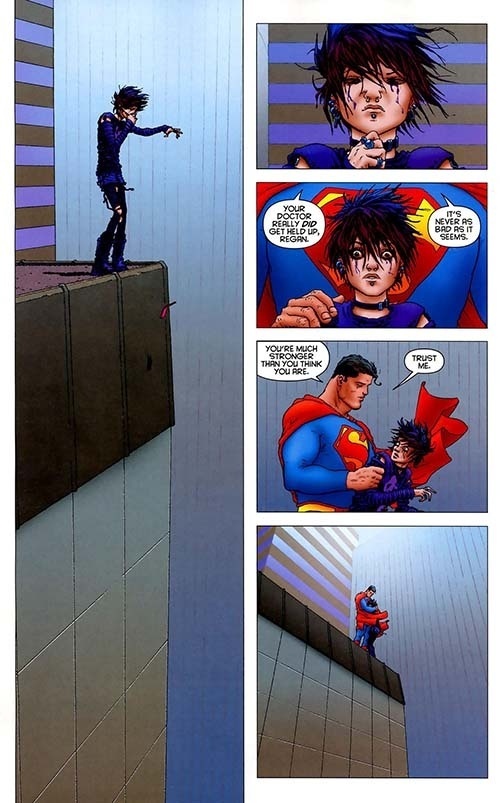 YOUR
DOCTOR
REALLY DID
GET HELD UP,
REGAN.
IT'S
NEVER AS
BAD AS IT
SEEMS.
YOU'RE MUCH
STRONGER
THAN YOU THINK
YOU ARE.
TRUST
ME.